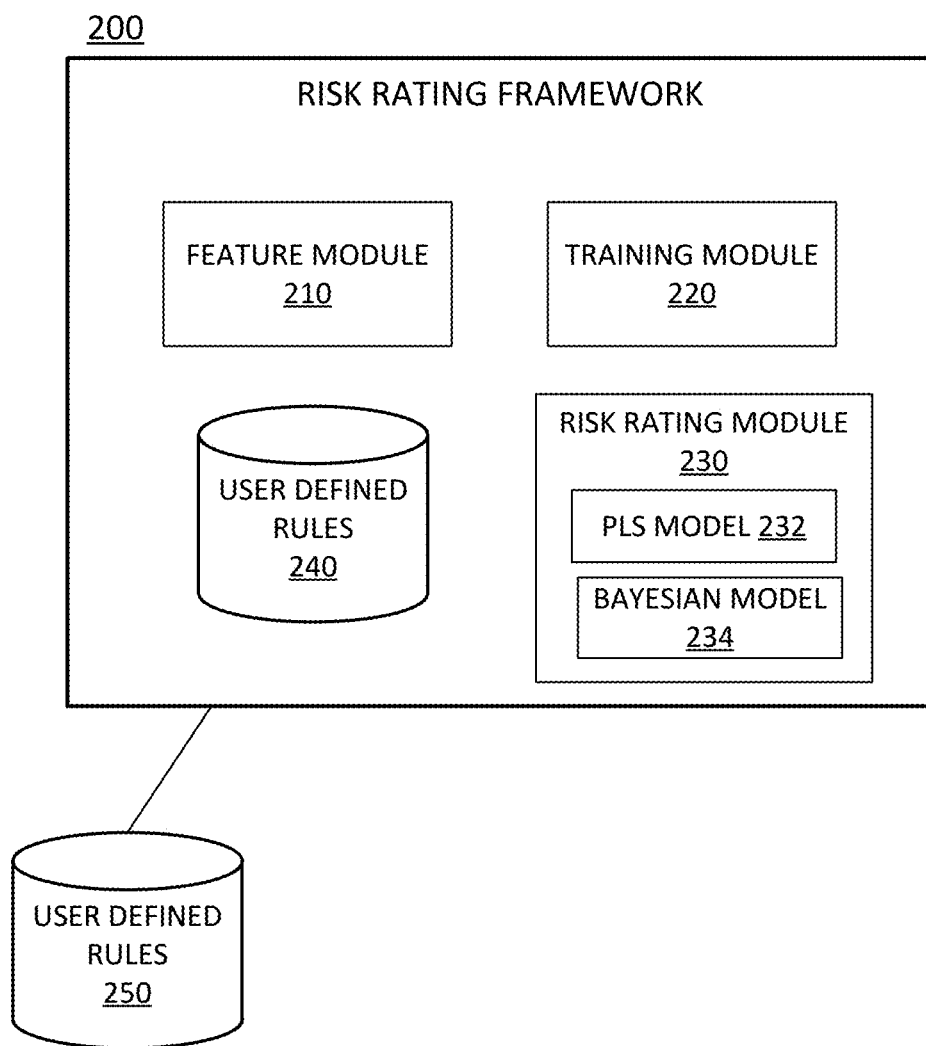 200
RISK RATING FRAMEWORK
FEATURE MODULE
210
TRAINING MODULE
220
USER DEFINED
RULES
240
RISK RATING MODULE
230
PLS MODEL 232
BAYESIAN MODEL
234
USER DEFINED
RULES
250